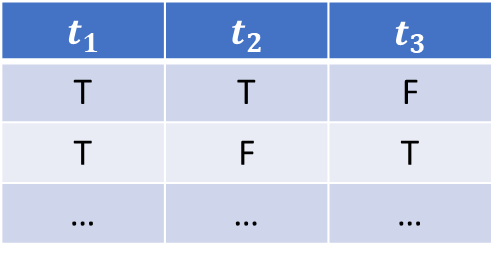 t₁ t₂ t₃
T T F
T F T
... ... ...